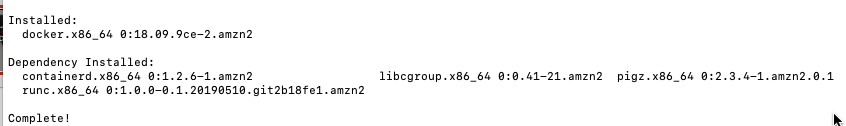 Installed:
docker.x86_64 0:18.09.9ce-2.amzn2
Dependency Installed:
containerd.x86_64 0:1.2.6-1.amzn2 libcgroup.x86_64 0:0.41-21.amzn2 pigz.x86_64 0:2.3.4-1.amzn2.0.1
runc.x86_64 0:1.0.0-0.1.20190510.git2b18fe1.amzn2
Complete!